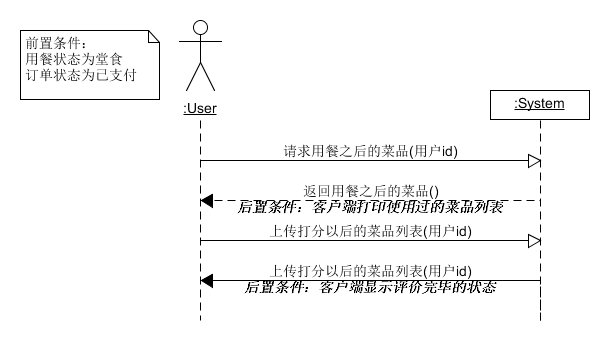 前置条件：
用餐状态为堂食
订单状态为已支付
:User
:System
请求用餐之后的菜品(用户id)
返回用餐之后的菜品()
后置条件：客户端打印使用过的菜品列表
上传打分以后的菜品列表(用户id)
上传打分以后的菜品列表(用户id)
后置条件：客户端显示评价完毕的状态